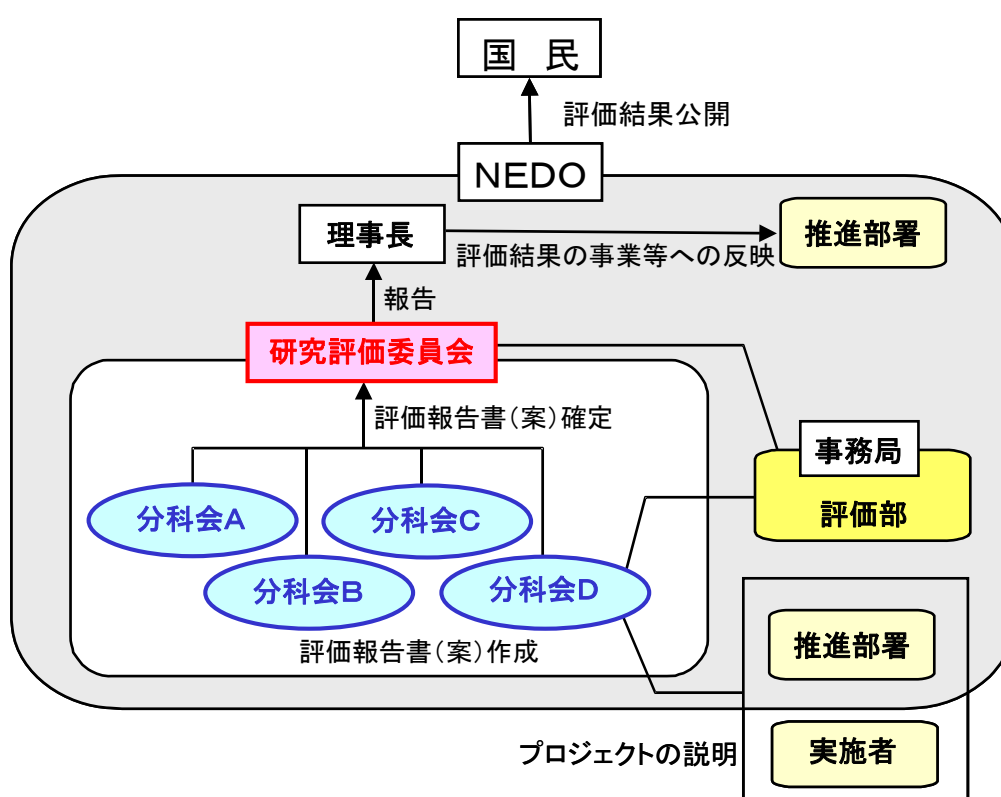 国 民
評価結果公開
NEDO
理事長
推進部署
評価結果の事業等への反映
報告
研究評価委員会
評価報告書(案)確定
事務局
評価部
分科会A
分科会C
分科会B
分科会D
評価報告書(案)作成
推進部署
プロジェクトの説明
実施者